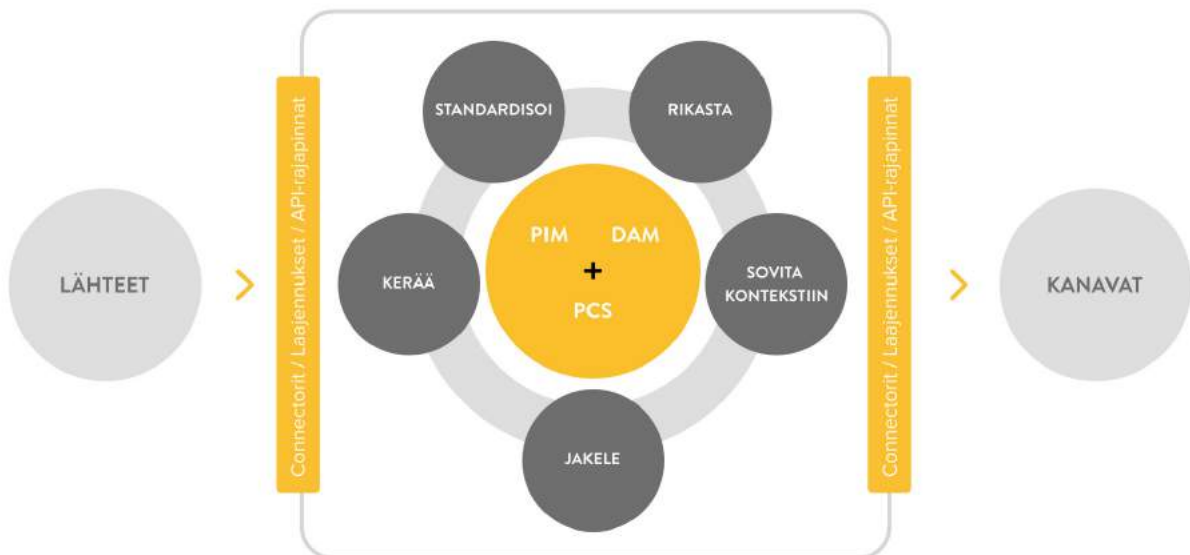 LÄHTEET
Connectorit / Laajennukset / API-rajapinnat
STANDARDISOI
RIKASTA
KERÄÄ
PIM DAM
+
PCS
SOVITA
KONTEKSTIIN
JAKELE
Connectorit / Laajennukset / API-rajapinnat
KANAVAT